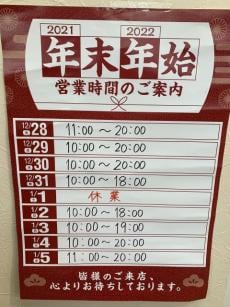 2021 2022
年末年始
営業時間のご案内
12/28 11:00～20:00
12/29 10:00～20:00
12/30 10:00～20:00
12/31 10:00～18:00
1/1 休業
1/2 10:00～18:00
1/3 10:00～19:00
1/4 10:00～20:00
1/5 11:00～20:00
皆様のご来店、
心よりお待ちしております。